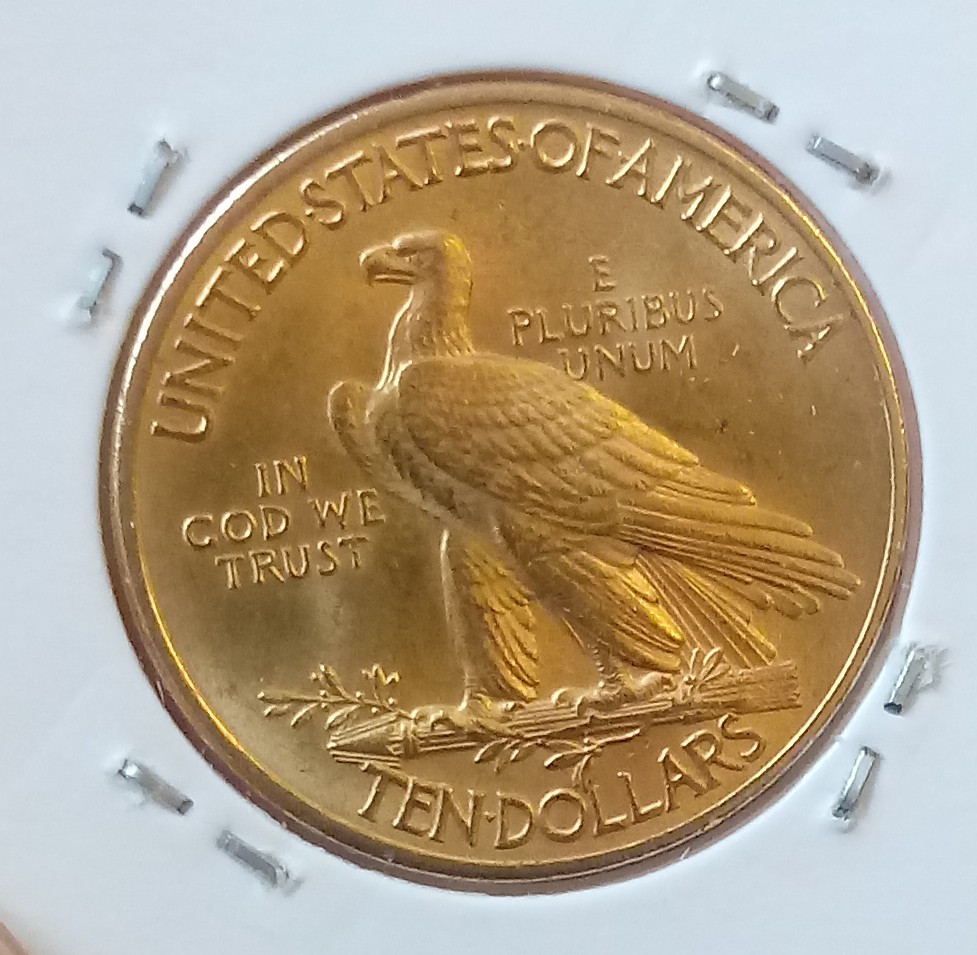 UNITED·STATES·OF·AMERICA
E
PLURIBUS
UNUM
IN
GOD WE
TRUST
TEN·DOLLARS